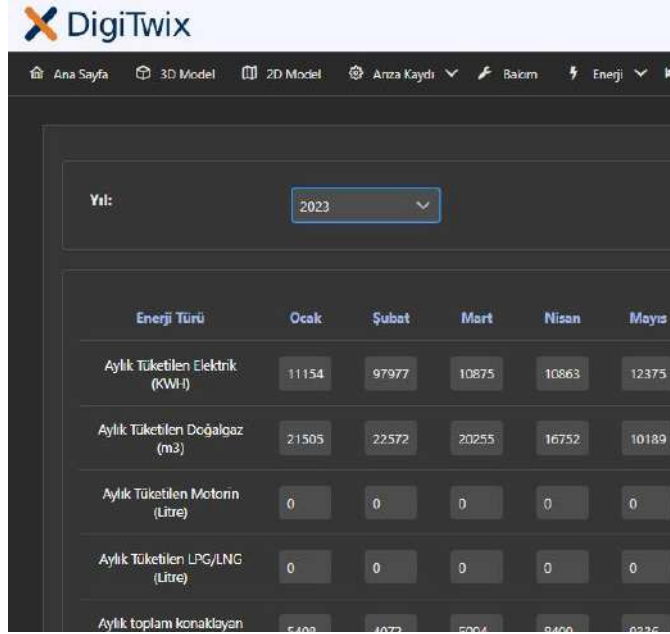 DigiTwix
Ana Sayfa 3D Model 2D Model Arıza Kaydı Bakım Enerji
Yıl: 2023
Enerji Türü Ocak Şubat Mart Nisan Mayıs
Aylık Tüketilen Elektrik
(KWH)
11154 97977 10875 10863 12375
Aylık Tüketilen Doğalgaz
(m3)
21505 22572 20255 16752 10189
Aylık Tüketilen Motorin
(Litre)
0 0 0 0 0
Aylık Tüketilen LPG/LNG
(Litre)
0 0 0 0 0
Aylık toplam konaklayan